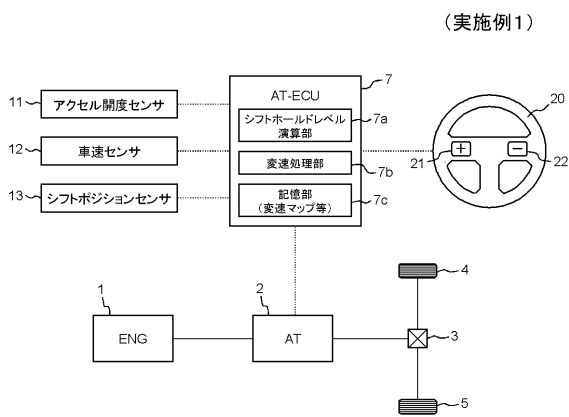 (実施例1)
7
AT-ECU
11
アクセル開度センサ
シフトホールドレベル
演算部
7a
20
12
車速センサ
変速処理部
7b
+
−
21
22
13
シフトポジションセンサ
記憶部
(変速マップ等)
7c
4
1
ENG
2
AT
3
5